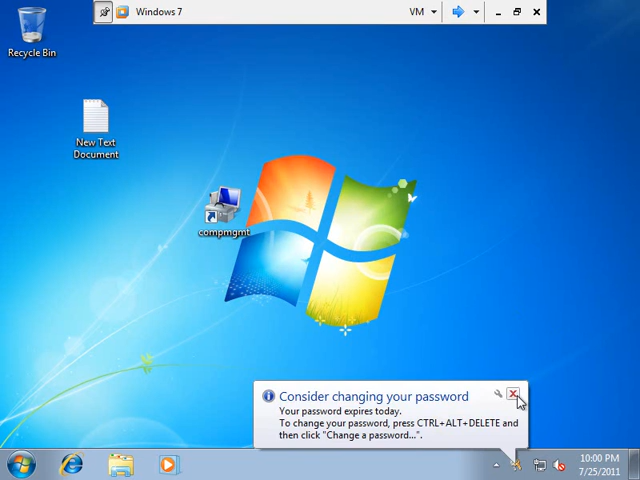 Windows 7
VM
Recycle Bin
New Text
Document
compmgmt
Consider changing your password
Your password expires today.
To change your password, press CTRL+ALT+DELETE and
then click "Change a password...".
10:00 PM
7/25/2011